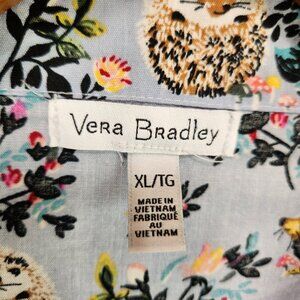 Vera Bradley
XL/TG
MADE IN
VIETNAM
FABRIQUÉ
AU
VIETNAM